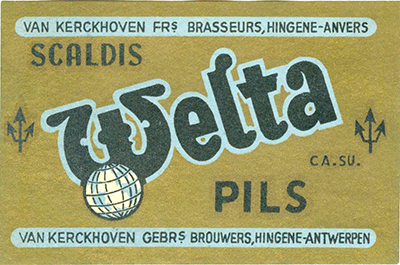 VAN KERCKHOVEN FRS BRASSEURS, HINGENE-ANVERS
SCALDIS
Welta
CA.SU.
PILS
VAN KERCKHOVEN GEBRS BROUWERS, HINGENE-ANTWERPEN